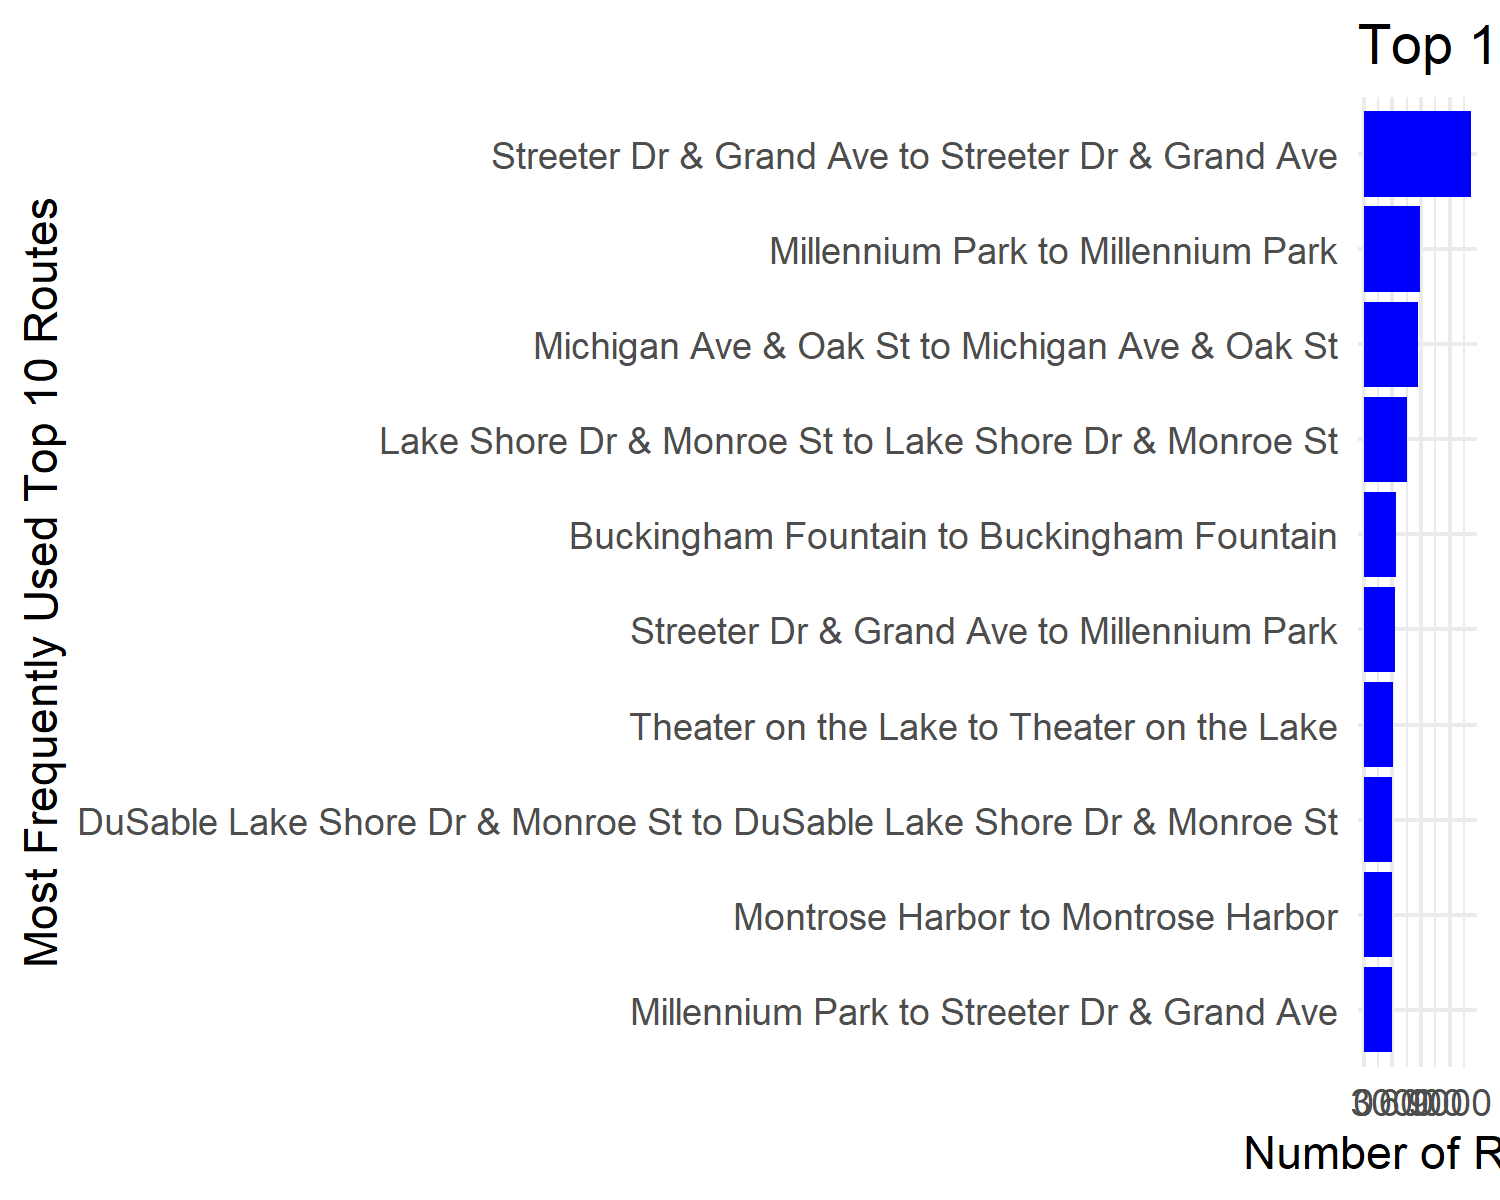 Top 1
Streeter Dr & Grand Ave to Streeter Dr & Grand Ave
Millennium Park to Millennium Park
Michigan Ave & Oak St to Michigan Ave & Oak St
Lake Shore Dr & Monroe St to Lake Shore Dr & Monroe St
Buckingham Fountain to Buckingham Fountain
Streeter Dr & Grand Ave to Millennium Park
Theater on the Lake to Theater on the Lake
DuSable Lake Shore Dr & Monroe St to DuSable Lake Shore Dr & Monroe St
Montrose Harbor to Montrose Harbor
Millennium Park to Streeter Dr & Grand Ave
Most Frequently Used Top 10 Routes
Number of R